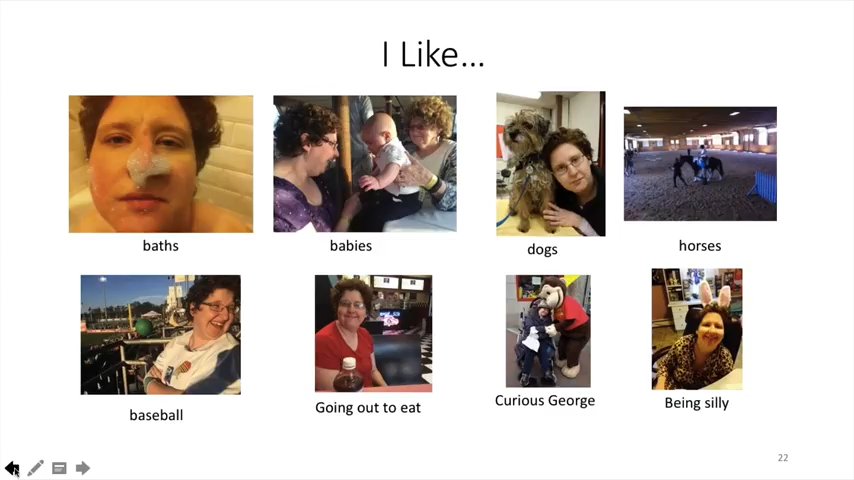 I Like...
baths
babies
dogs
horses
baseball
Going out to eat
Curious George
Being silly
22